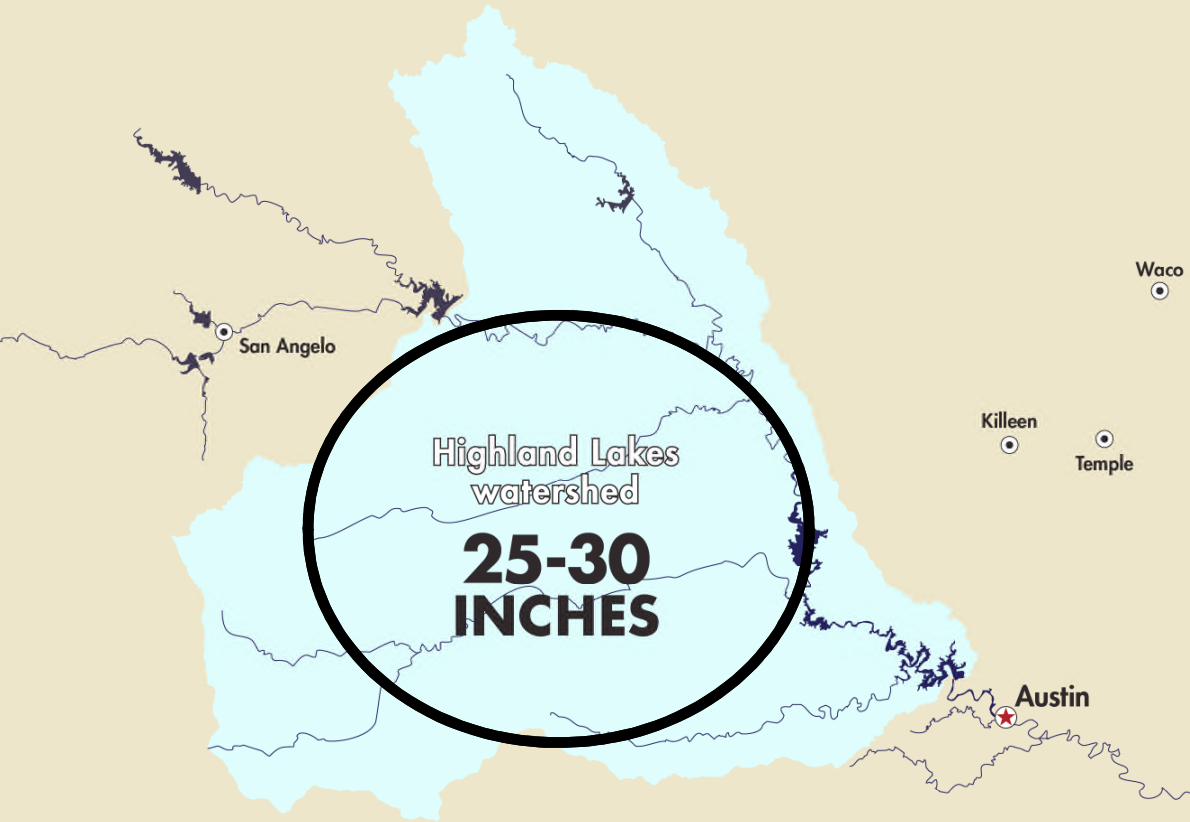 Waco
San Angelo
Killeen
Temple
Highland Lakes
watershed
25-30
INCHES
Austin